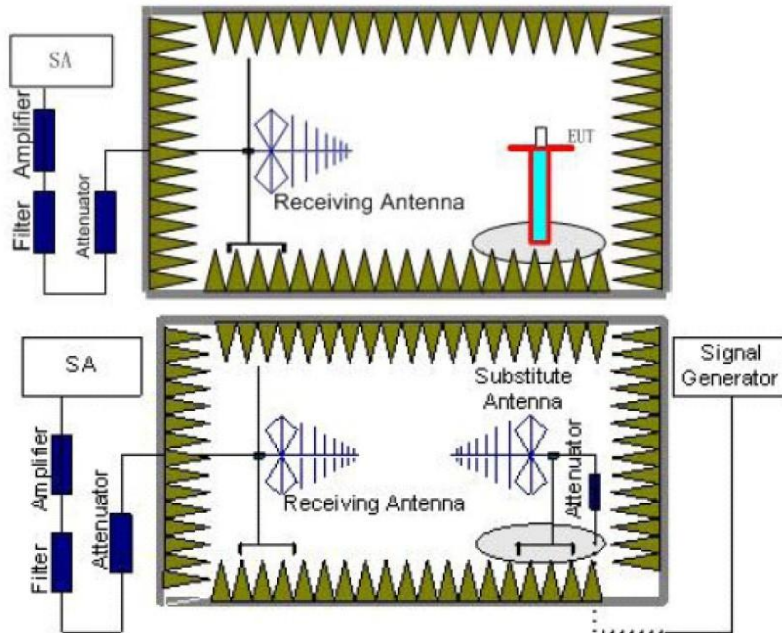 SA
Amplifier
Filter
Attenuator
Receiving Antenna
EUT
SA
Amplifier
Filter
Attenuator
Receiving Antenna
Substitute
Antenna
Attenuator
Signal
Generator